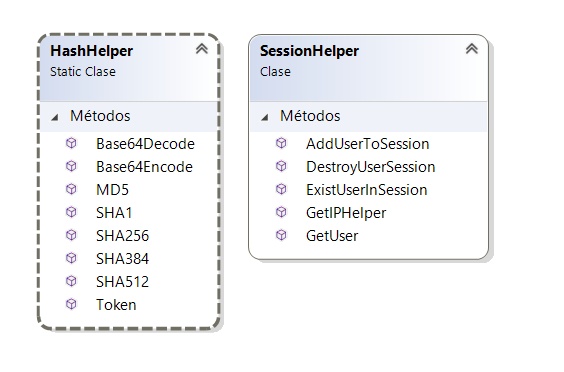 HashHelper
Static Clase
Métodos
Base64Decode
Base64Encode
MD5
SHA1
SHA256
SHA384
SHA512
Token
SessionHelper
Clase
Métodos
AddUserToSession
DestroyUserSession
ExistUserInSession
GetIPHelper
GetUser